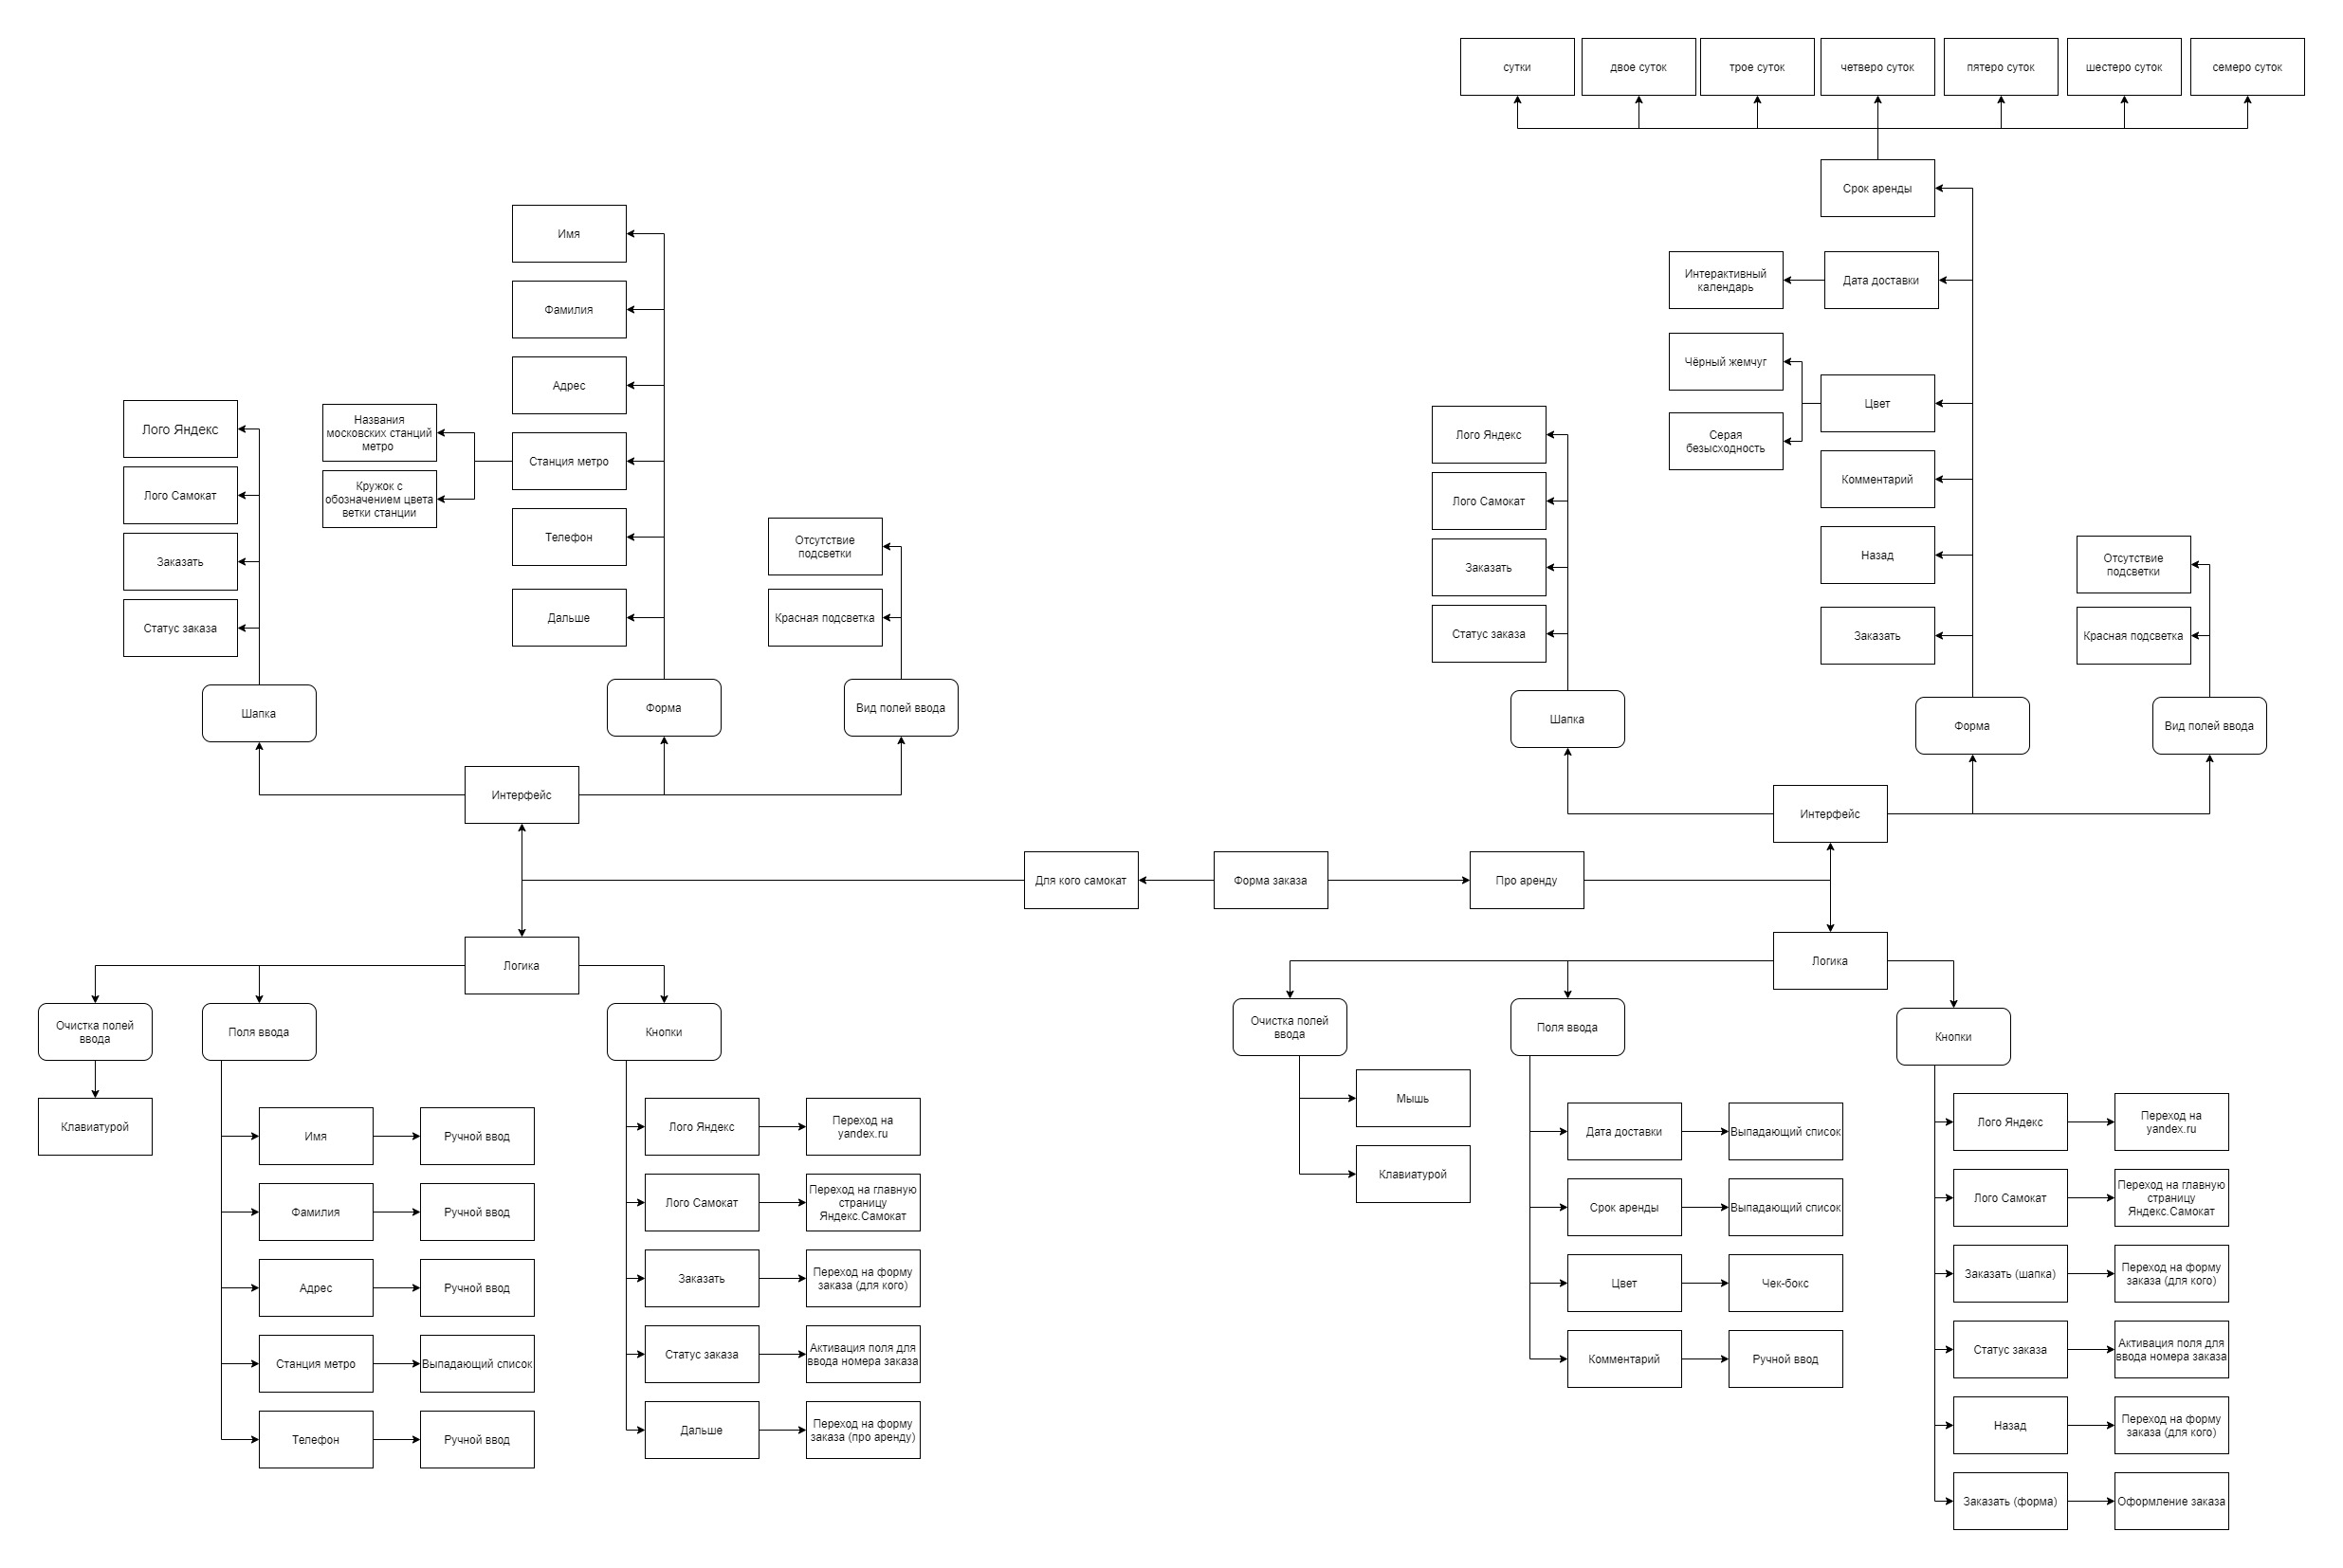 сутки
двое суток
трое суток
четверо суток
пятеро суток
шестеро суток
семеро суток
Срок аренды
Интерактивный
календарь
Дата доставки
Чёрный жемчуг
Цвет
Серая
безысходность
Комментарий
Назад
Заказать
Лого Яндекс
Лого Самокат
Заказать
Статус заказа
Отсутствие
подсветки
Красная подсветка
Шапка
Форма
Вид полей ввода
Интерфейс
Имя
Фамилия
Адрес
Станция метро
Телефон
Дальше
Названия
московских станций
метро
Кружок с
обозначением цвета
ветки станции
Лого Яндекс
Лого Самокат
Заказать
Статус заказа
Отсутствие
подсветки
Красная подсветка
Шапка
Форма
Вид полей ввода
Интерфейс
Для кого самокат
Форма заказа
Про аренду
Логика
Очистка полей
ввода
Поля ввода
Кнопки
Клавиатурой
Имя
Ручной ввод
Фамилия
Ручной ввод
Адрес
Ручной ввод
Станция метро
Выпадающий список
Телефон
Ручной ввод
Лого Яндекс
Переход на
yandex.ru
Лого Самокат
Переход на главную
страницу
Яндекс.Самокат
Заказать
Переход на форму
заказа (для кого)
Статус заказа
Активация поля для
ввода номера заказа
Дальше
Переход на форму
заказа (про аренду)
Логика
Очистка полей
ввода
Поля ввода
Кнопки
Мышь
Клавиатурой
Дата доставки
Выпадающий список
Срок аренды
Выпадающий список
Цвет
Чек-бокс
Комментарий
Ручной ввод
Лого Яндекс
Переход на
yandex.ru
Лого Самокат
Переход на главную
страницу
Яндекс.Самокат
Заказать (шапка)
Переход на форму
заказа (для кого)
Статус заказа
Активация поля для
ввода номера заказа
Назад
Переход на форму
заказа (для кого)
Заказать (форма)
Оформление заказа